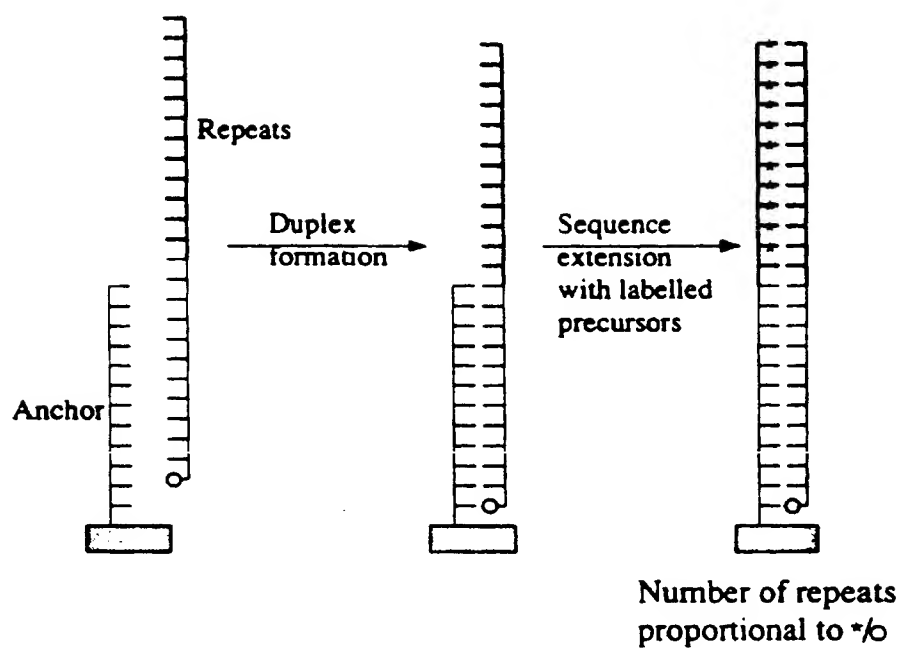 Repeats
Duplex
formation
Sequence
extension
with labelled
precursors
Anchor
Number of repeats
proportional to */o